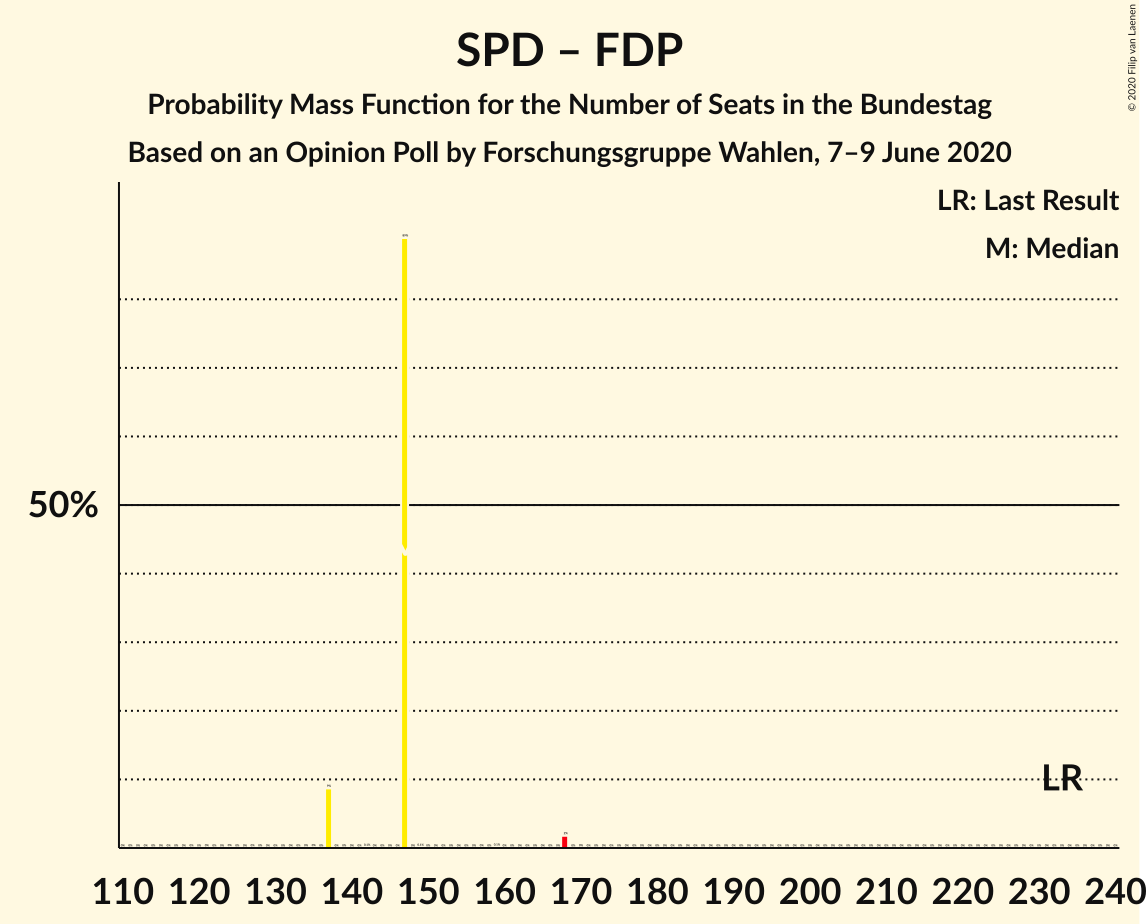 SPD – FDP
Probability Mass Function for the Number of Seats in the Bundestag
Based on an Opinion Poll by Forschungsgruppe Wahlen, 7–9 June 2020
© 2020 Filip van Laenen
LR: Last Result
M: Median
50%
M
LR
110 120 130 140 150 160 170 180 190 200 210 220 230 240